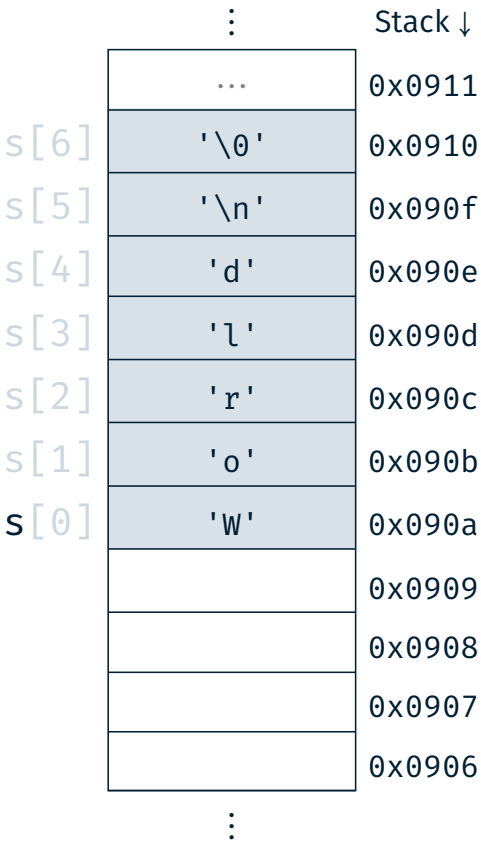 ⋮ Stack ↓
... 0x0911
s[6] '\0' 0x0910
s[5] '\n' 0x090f
s[4] 'd' 0x090e
s[3] 'l' 0x090d
s[2] 'r' 0x090c
s[1] 'o' 0x090b
s[0] 'W' 0x090a
0x0909
0x0908
0x0907
0x0906
⋮